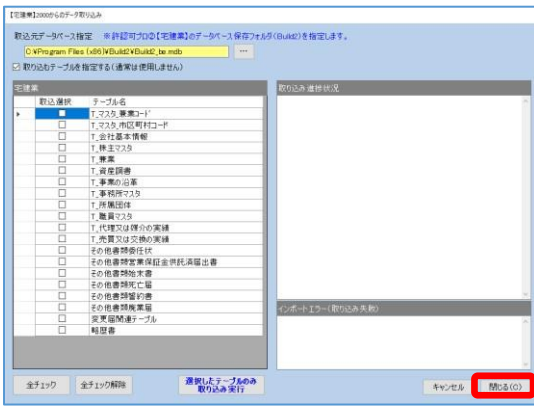 【宅建業】2000からのデータ取り込み
取込元データベース指定 ※許認可プロ②【宅建業】のデータベース保存フォルダ(Build2)を指定します。
C:¥Program Files (x86)¥Build2¥Build2_be.mdb ...
取り込むテーブルを指定する(通常は使用しません)
宅建業
取込選択 テーブル名
T_マスタ_兼業コード
T_マスタ_市区町村コード
T_会社基本情報
T_株主マスタ
T_兼業
T_資産調書
T_事業の沿革
T_事務所マスタ
T_所属団体
T_職員マスタ
T_代理又は媒介の実績
T_売買又は交換の実績
その他書類委任状
その他書類営業保証金供託済届出書
その他書類始末書
その他書類死亡届
その他書類誓約書
その他書類廃業届
変更届関連テーブル
略歴書
取り込み進捗状況
インポートエラー(取り込み失敗)
全チェック 全チェック解除
選択したテーブルのみ
取り込み実行
キャンセル 閉じる(C)